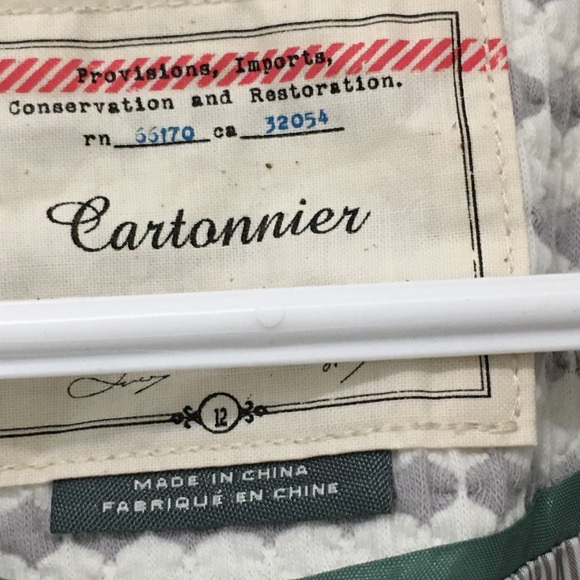 Provisions, Imports,
Conservation and Restoration.
rn 66170 ca 32054
Cartonnier
12
MADE IN CHINA
FABRIQUÉ EN CHINE